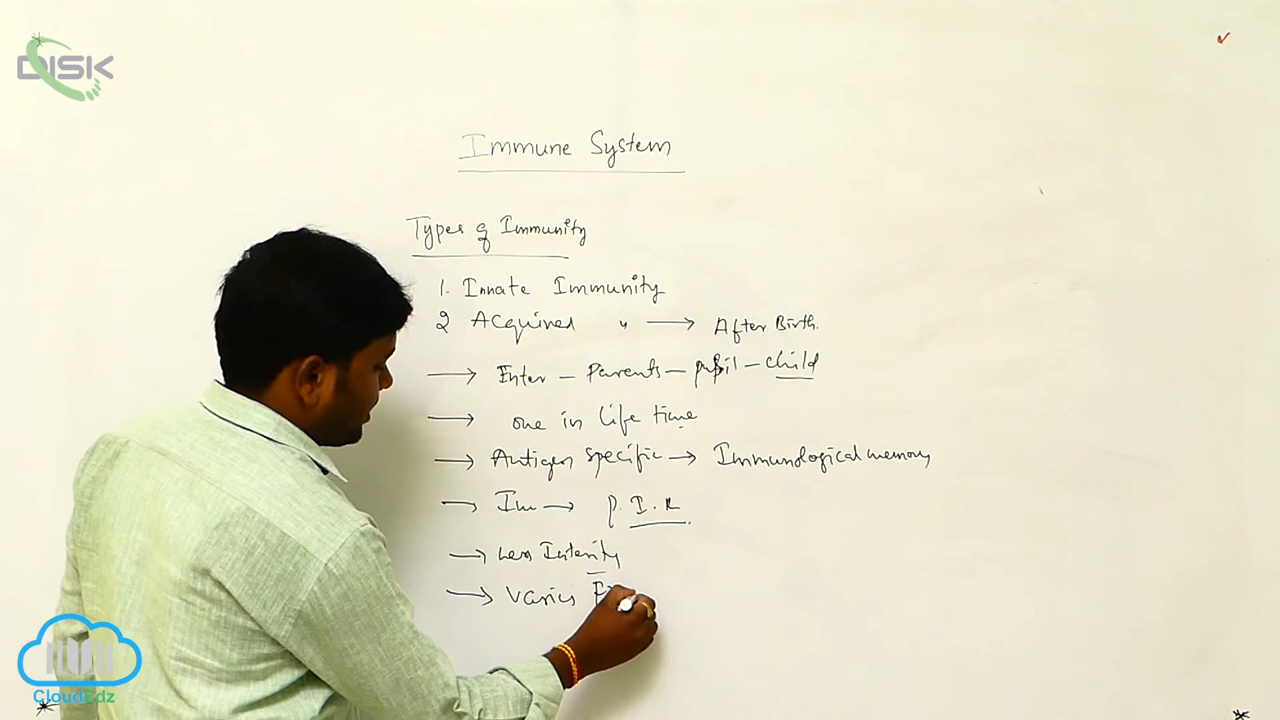 DISK
Immune System
Types of Immunity
1. Innate Immunity
2 Acquired " → After Birth.
→ Inter - Parents - - child
→ one in life time
→ Antigen specific → Immunological memory
→ Im → P. I. R
→ Less Intensity
→ Varies
CloudEdz